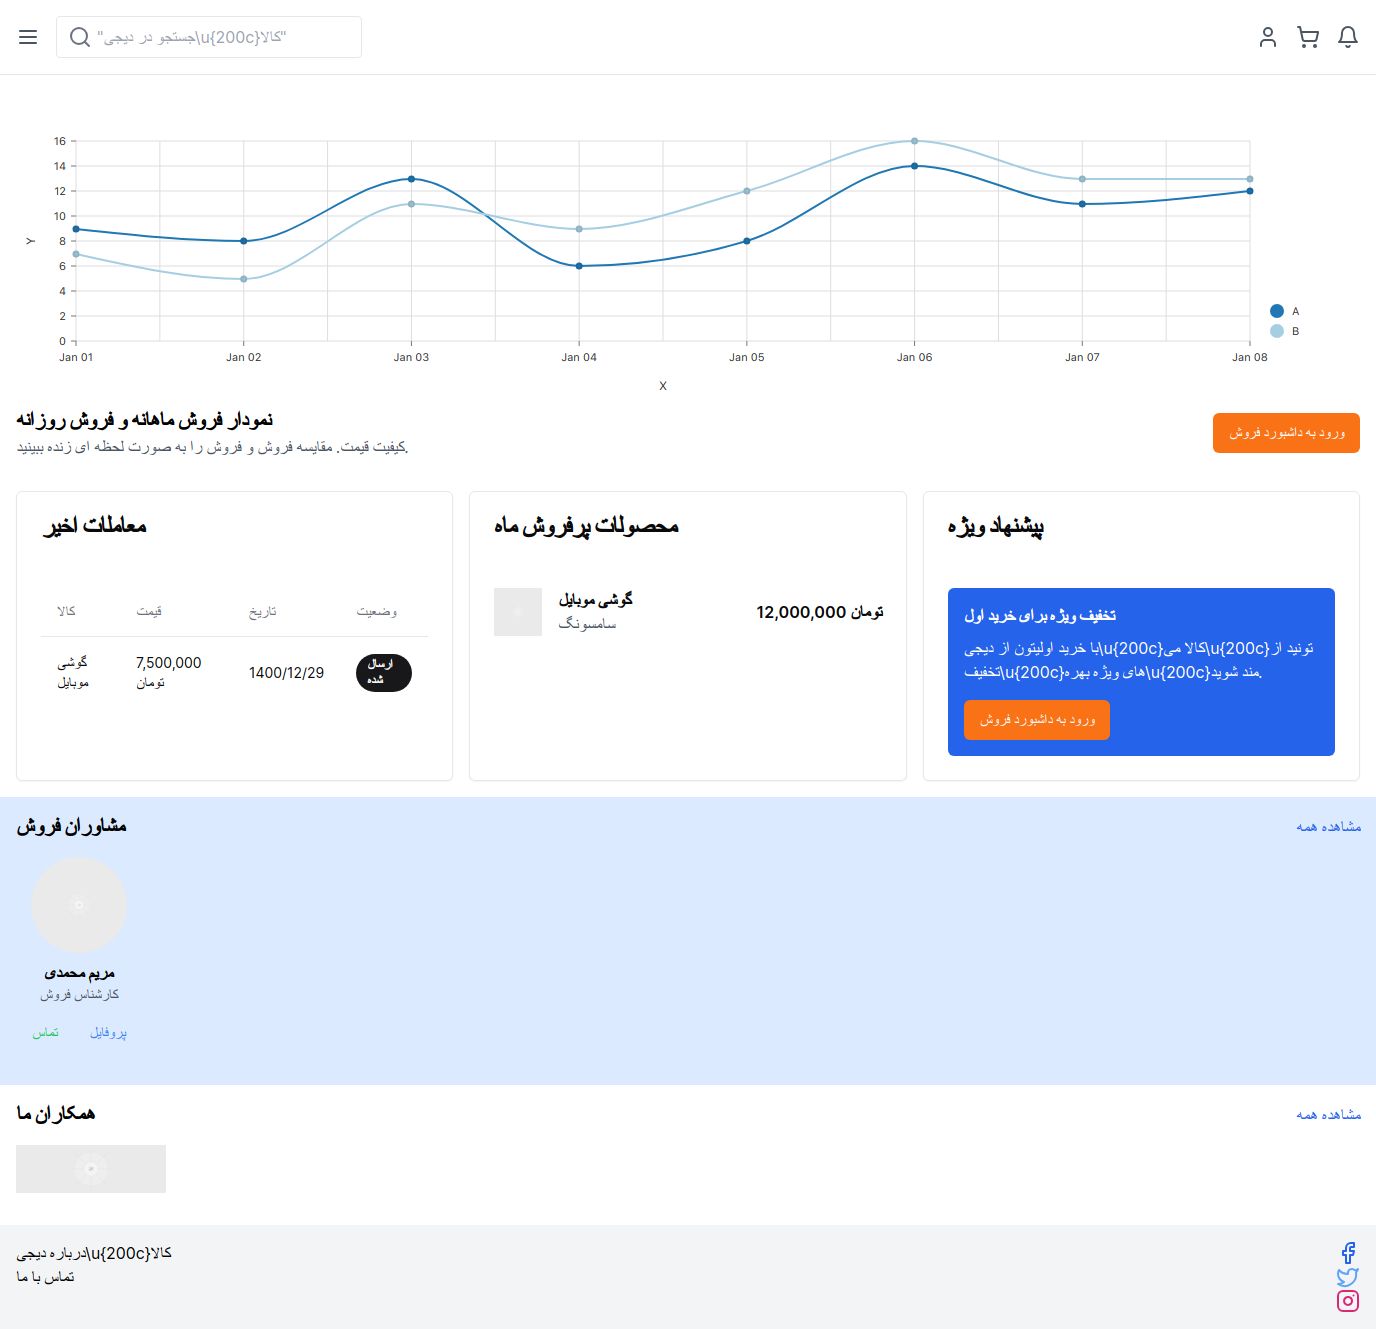 "جستجو در دیجی\u{200c}کالا"
16
14
12
10
8
6
4
2
0
Y
Jan 01
Jan 02
Jan 03
Jan 04
Jan 05
Jan 06
Jan 07
Jan 08
X
A
B
نمودار فروش ماهانه و فروش روزانه
کیفیت قیمت. مقایسه فروش و فروش را به صورت لحظه ای زنده ببینید.
ورود به داشبورد فروش
معاملات اخیر
کالا قیمت تاریخ وضعیت
گوشی موبایل
7,500,000 تومان
1400/12/29
ارسال شده
محصولات پرفروش ماه
گوشی موبایل
سامسونگ
12,000,000 تومان
پیشنهاد ویژه
تخفیف ویژه برای خرید اول
با خرید اولیتون از دیجی\u{200c}کالا می\u{200c}تونید از
تخفیف\u{200c}های ویژه بهره\u{200c}مند شوید.
ورود به داشبورد فروش
مشاوران فروش
مشاهده همه
مریم محمدی
کارشناس فروش
تماس
پروفایل
همکاران ما
مشاهده همه
درباره دیجی\u{200c}کالا
تماس با ما